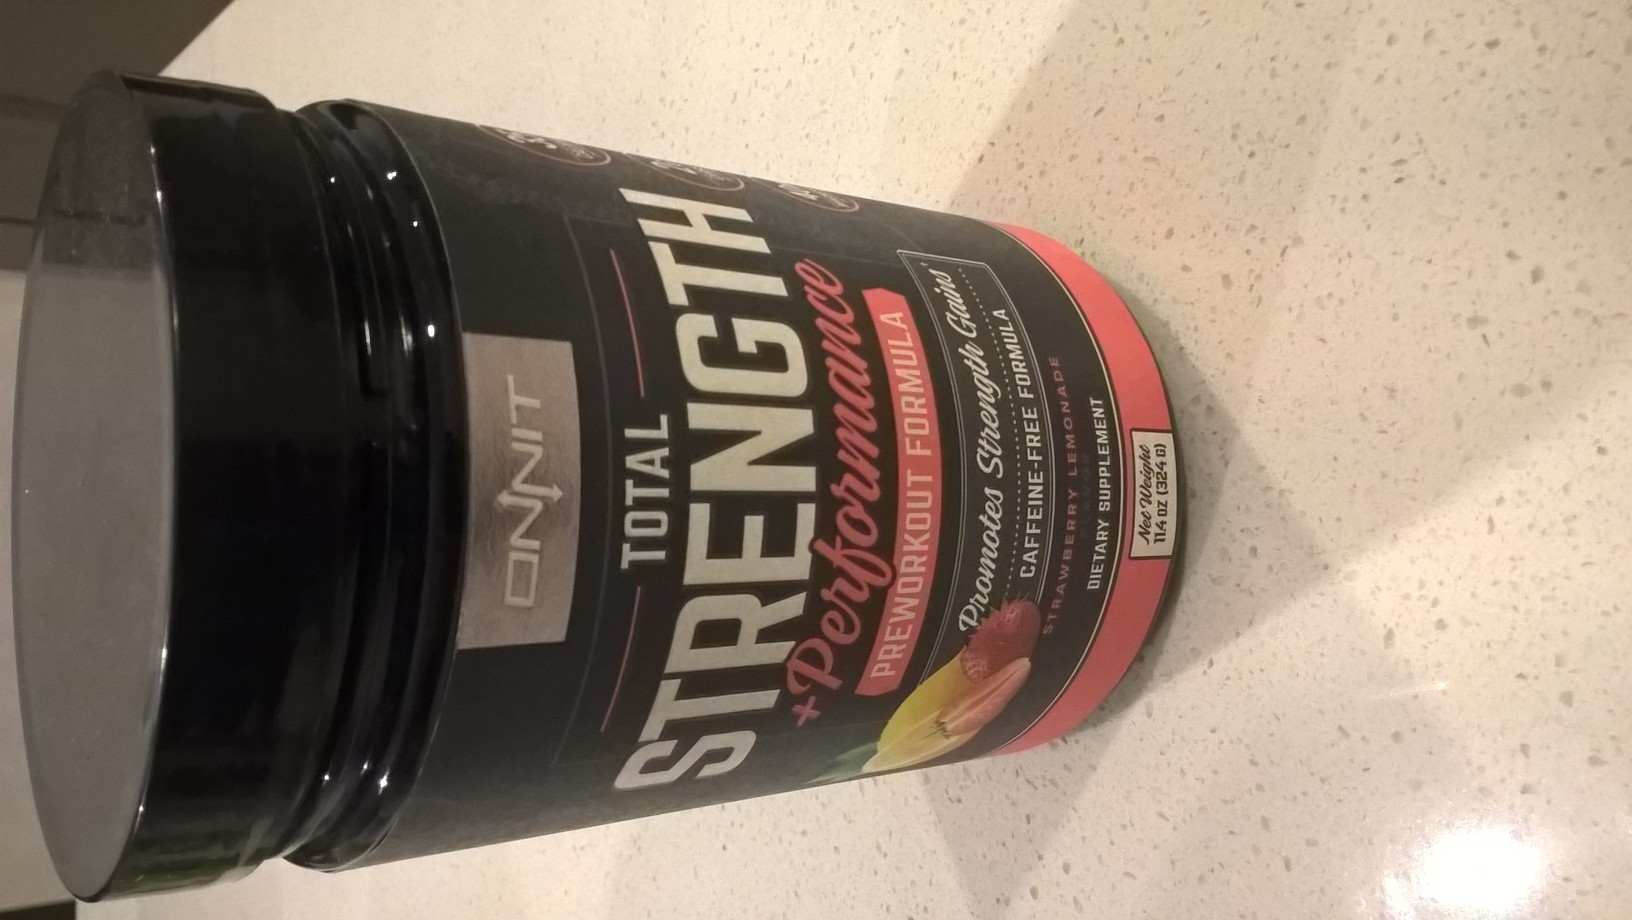 ONNIT
TOTAL
STRENGTH
+Performance
PREWORKOUT FORMULA
Promotes Strength Gains*
CAFFEINE-FREE FORMULA
STRAWBERRY LEMONADE
FLAVOR
DIETARY SUPPLEMENT
Net Weight
11.4 OZ (324 G)